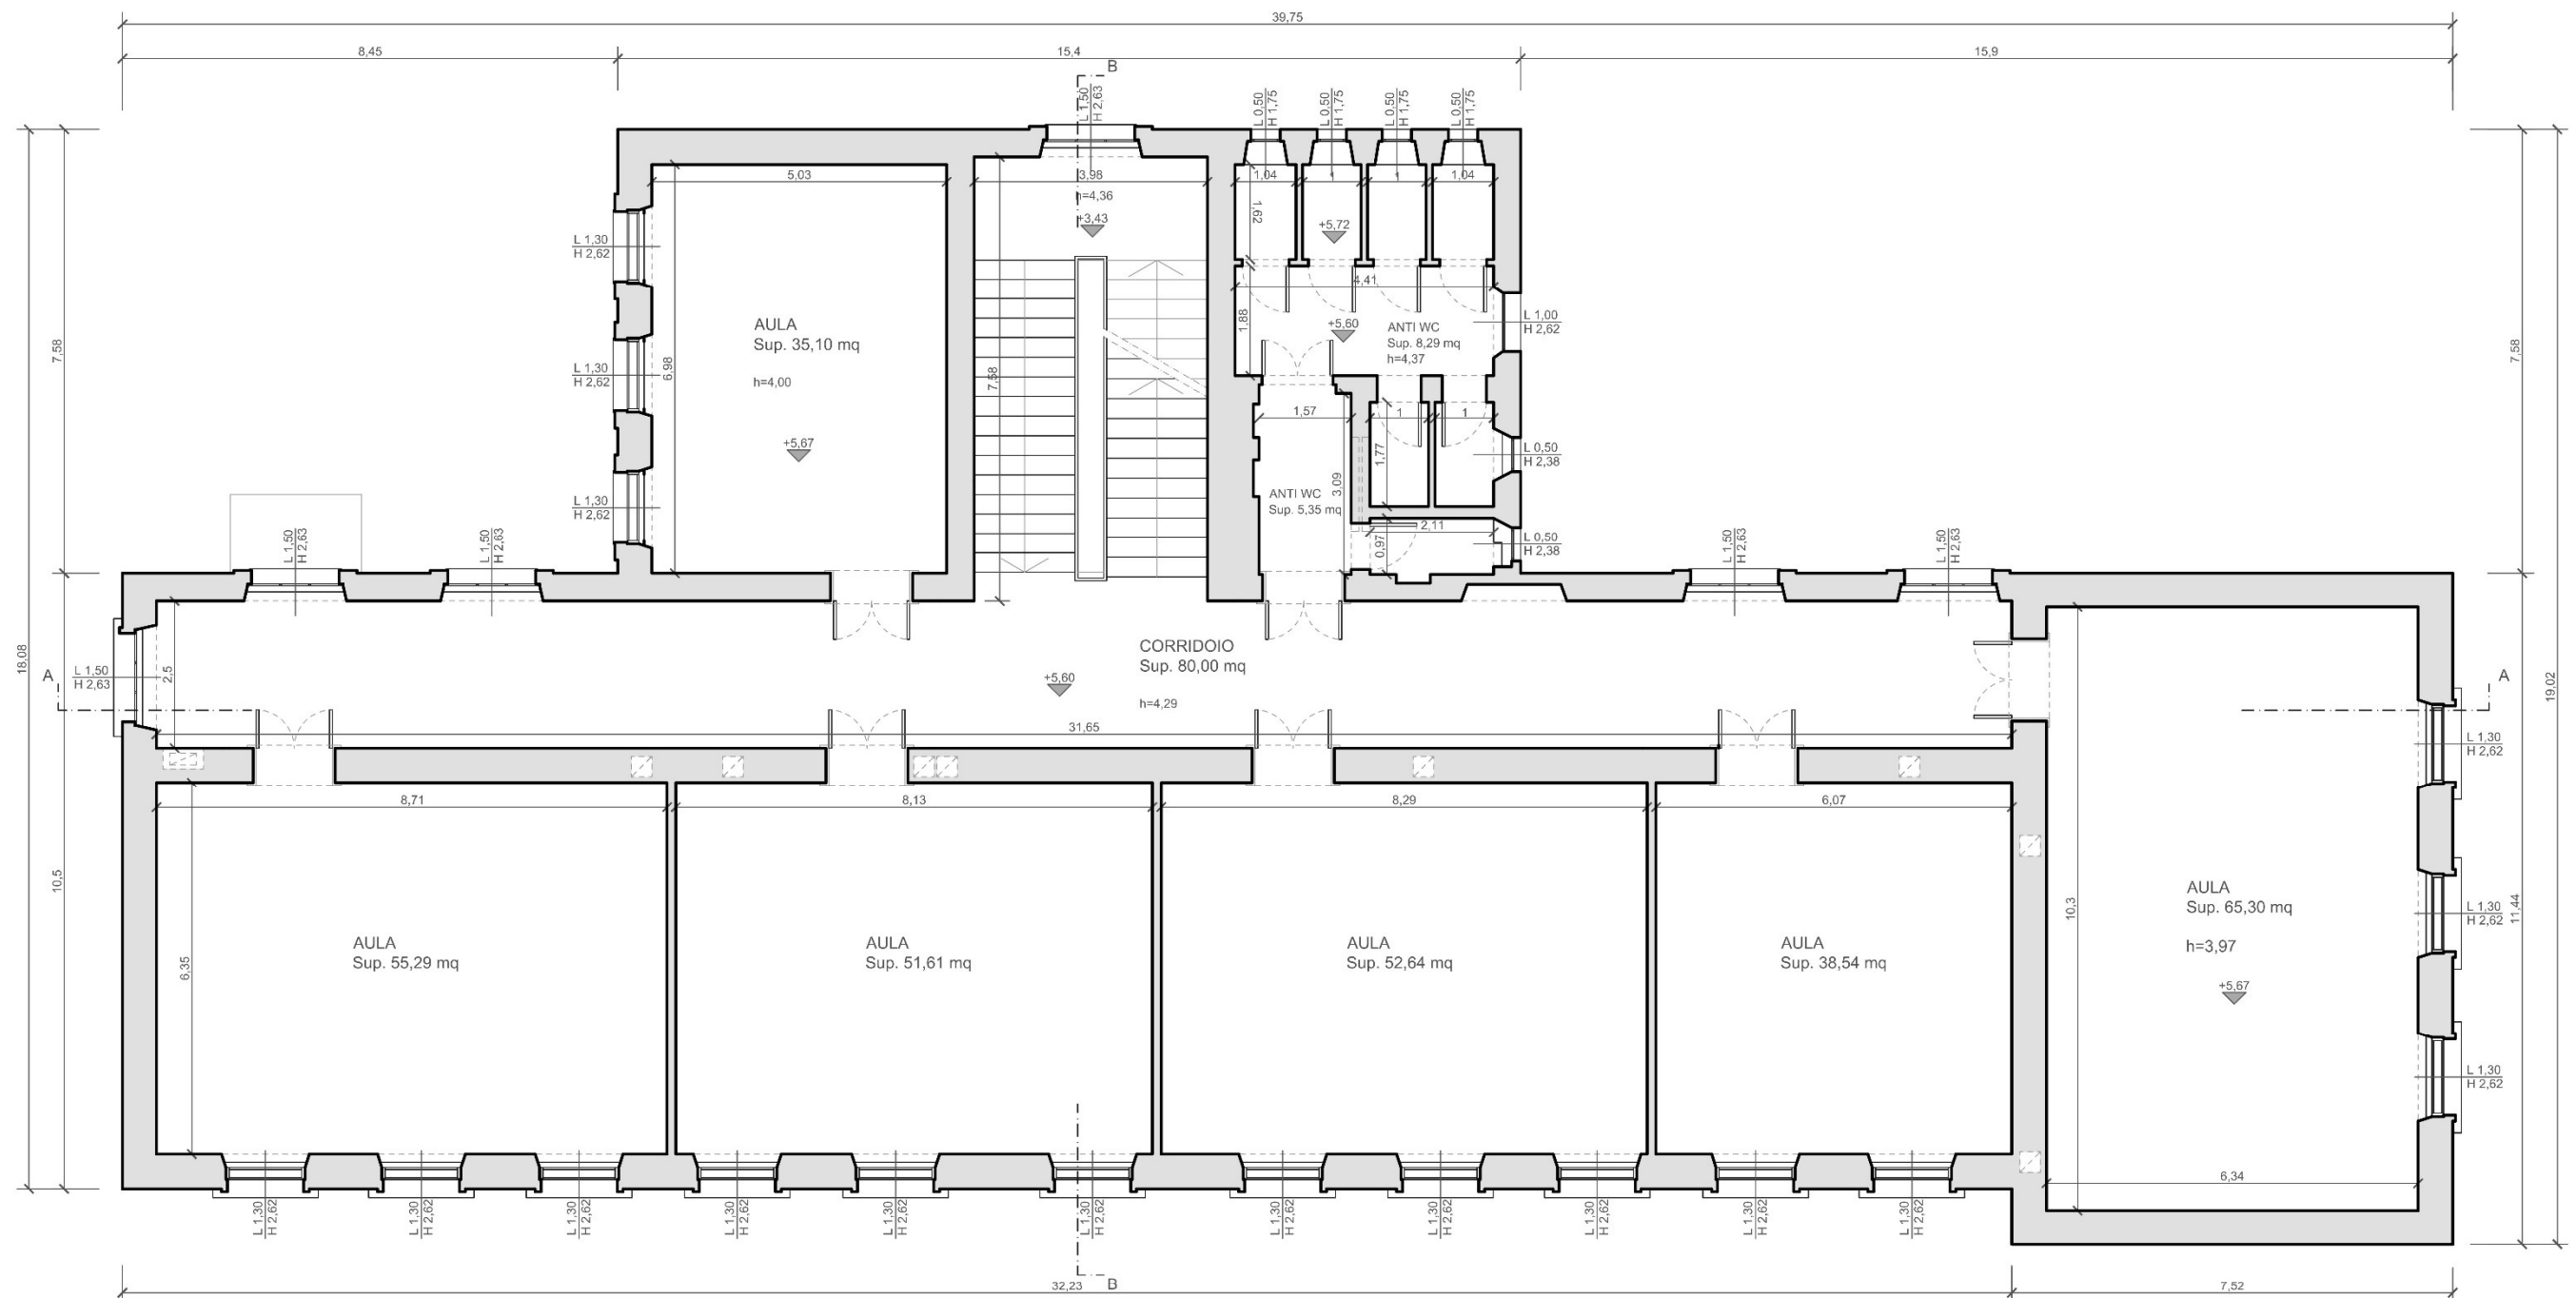 39,75
8,45
15,4
15,9
B
L 1,50
H 2,63
L 0,50
H 1,75
L 0,50
H 1,75
L 0,50
H 1,75
L 0,50
H 1,75
5,03
3,98
h=4,36
+3,43
1,04
1
1
1,04
1,62
+5,72
L 1,30
H 2,62
4,41
1,88
+5,60
ANTI WC
Sup. 8,29 mq
h=4,37
L 1,00
H 2,62
AULA
Sup. 35,10 mq
h=4,00
+5,67
6,98
7,58
7,58
7,58
L 1,30
H 2,62
1,57
1
1
1,77
L 0,50
H 2,38
3,09
ANTI WC
Sup. 5,35 mq
L 1,30
H 2,62
2,11
0,97
L 0,50
H 2,38
L 1,50
H 2,63
L 1,50
H 2,63
L 1,50
H 2,63
L 1,50
H 2,63
18,08
A
L 1,50
H 2,63
2,5
CORRIDOIO
Sup. 80,00 mq
+5,60
h=4,29
31,65
A
19,02
L 1,30
H 2,62
8,71
8,13
8,29
6,07
10,5
6,35
AULA
Sup. 55,29 mq
AULA
Sup. 51,61 mq
AULA
Sup. 52,64 mq
AULA
Sup. 38,54 mq
10,3
AULA
Sup. 65,30 mq
h=3,97
+5,67
L 1,30
H 2,62
11,44
L 1,30
H 2,62
6,34
L 1,30
H 2,62
L 1,30
H 2,62
L 1,30
H 2,62
L 1,30
H 2,62
L 1,30
H 2,62
L 1,30
H 2,62
L 1,30
H 2,62
L 1,30
H 2,62
L 1,30
H 2,62
L 1,30
H 2,62
L 1,30
H 2,62
32,23
B
7,52